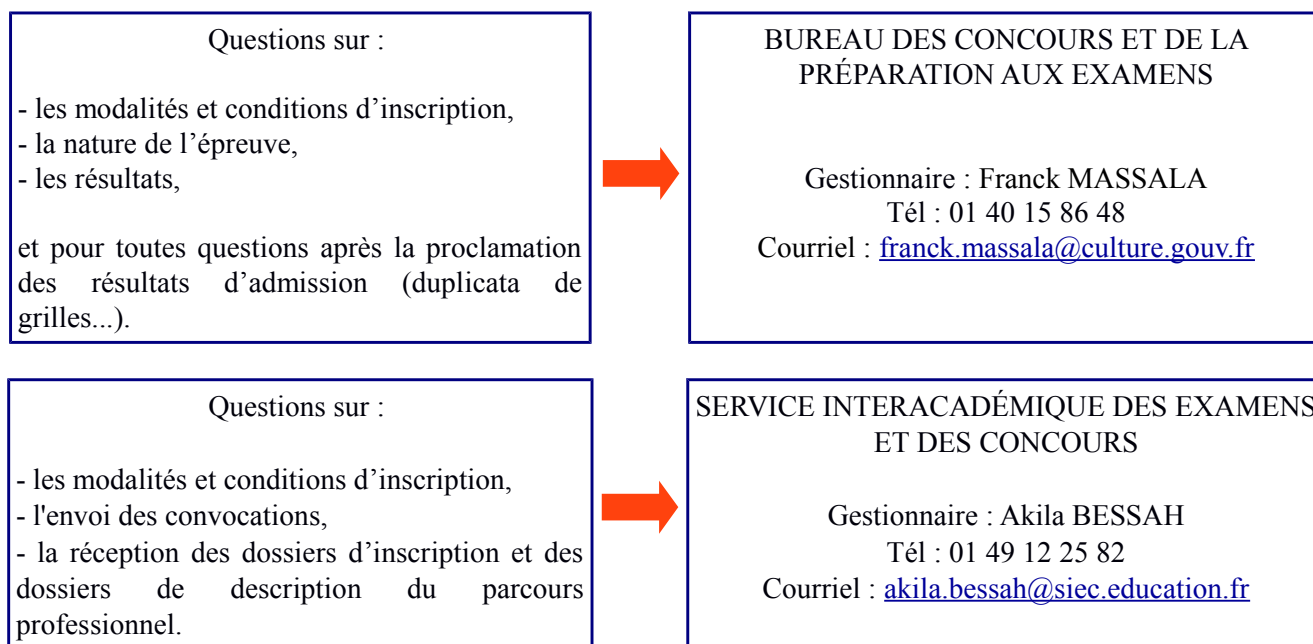 Questions sur :
- les modalités et conditions d’inscription,
- la nature de l’épreuve,
- les résultats,
et pour toutes questions après la proclamation
des résultats d’admission (duplicata de
grilles...).
BUREAU DES CONCOURS ET DE LA
PRÉPARATION AUX EXAMENS
Gestionnaire : Franck MASSALA
Tél : 01 40 15 86 48
Courriel : franck.massala@culture.gouv.fr
Questions sur :
- les modalités et conditions d’inscription,
- l'envoi des convocations,
- la réception des dossiers d’inscription et des
dossiers de description du parcours
professionnel.
SERVICE INTERACADÉMIQUE DES EXAMENS
ET DES CONCOURS
Gestionnaire : Akila BESSAH
Tél : 01 49 12 25 82
Courriel : akila.bessah@siec.education.fr